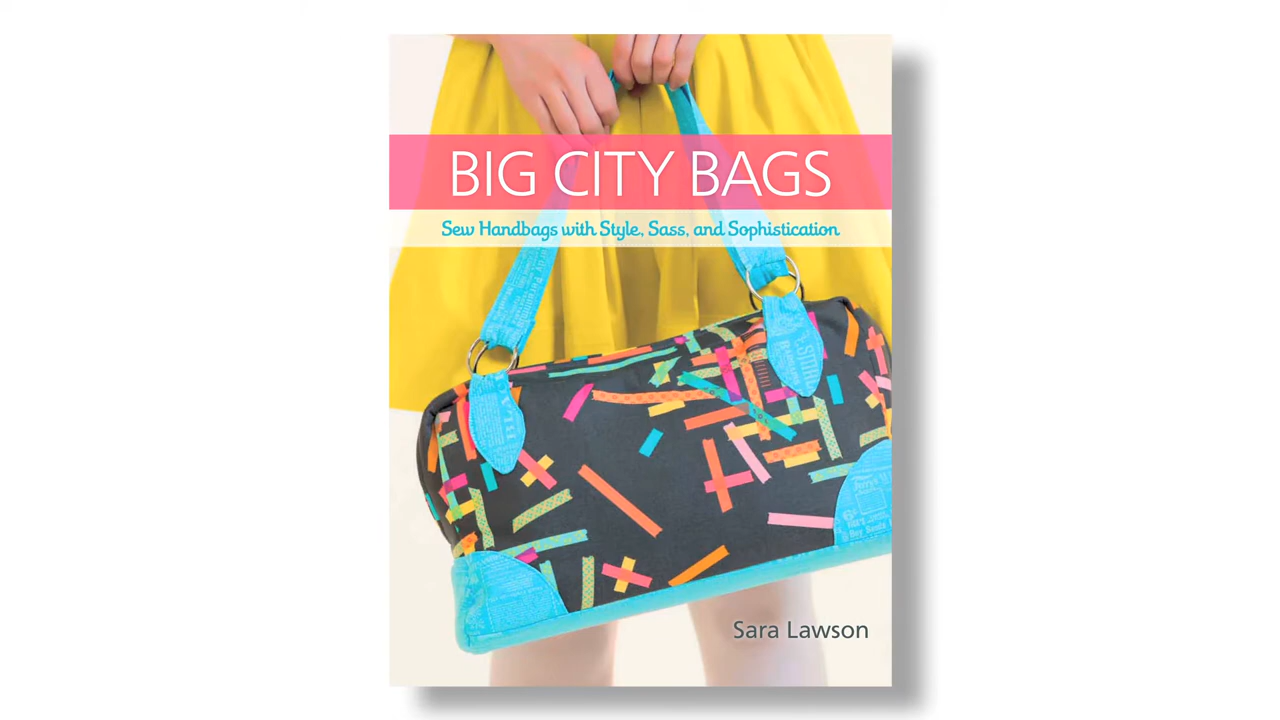 BIG CITY BAGS
Sew Handbags with Style, Sass, and Sophistication
Sara Lawson